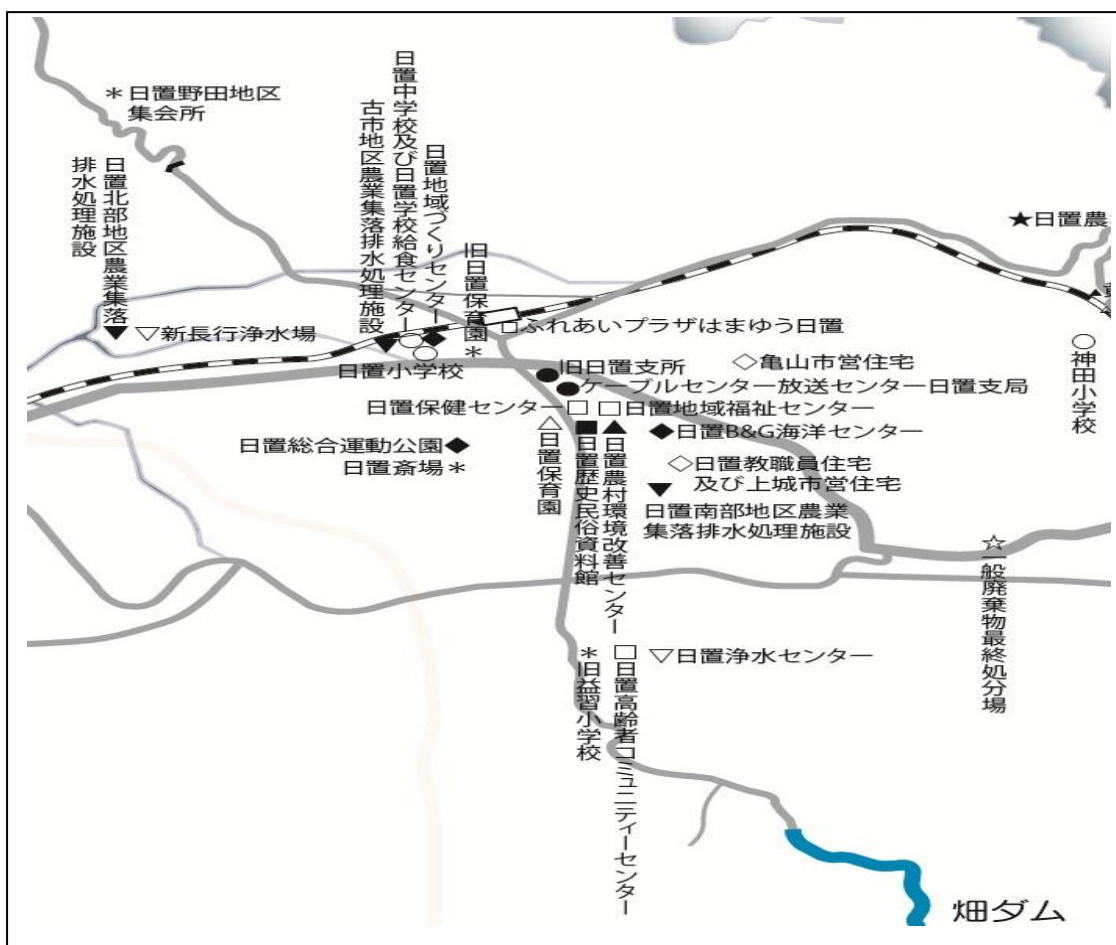 *日置野田地区
集会所
日置北部地区農業集落
排水処理施設
▽新長行浄水場
日置中学校及び日置学校給食センター
古市地区農業集落排水処理施設
日置地域づくりセンター
旧日置保育園*
日置小学校
□ふれあいプラザはまゆう日置
★日置農
○神田小学校
●旧日置支所
◇亀山市営住宅
●ケーブルセンター放送センター日置支局
日置保健センター□
□日置地域福祉センター
日置総合運動公園◆
日置斎場*
△日置保育園
■日置歴史民俗資料館
▲日置農村環境改善センター
◆日置B&G海洋センター
◇日置教職員住宅
及び上城市営住宅
▼日置南部地区農業
集落排水処理施設
☆一般廃棄物最終処分場
*旧益習小学校
□日置高齢者コミュニティーセンター
▽日置浄水センター
畑ダム